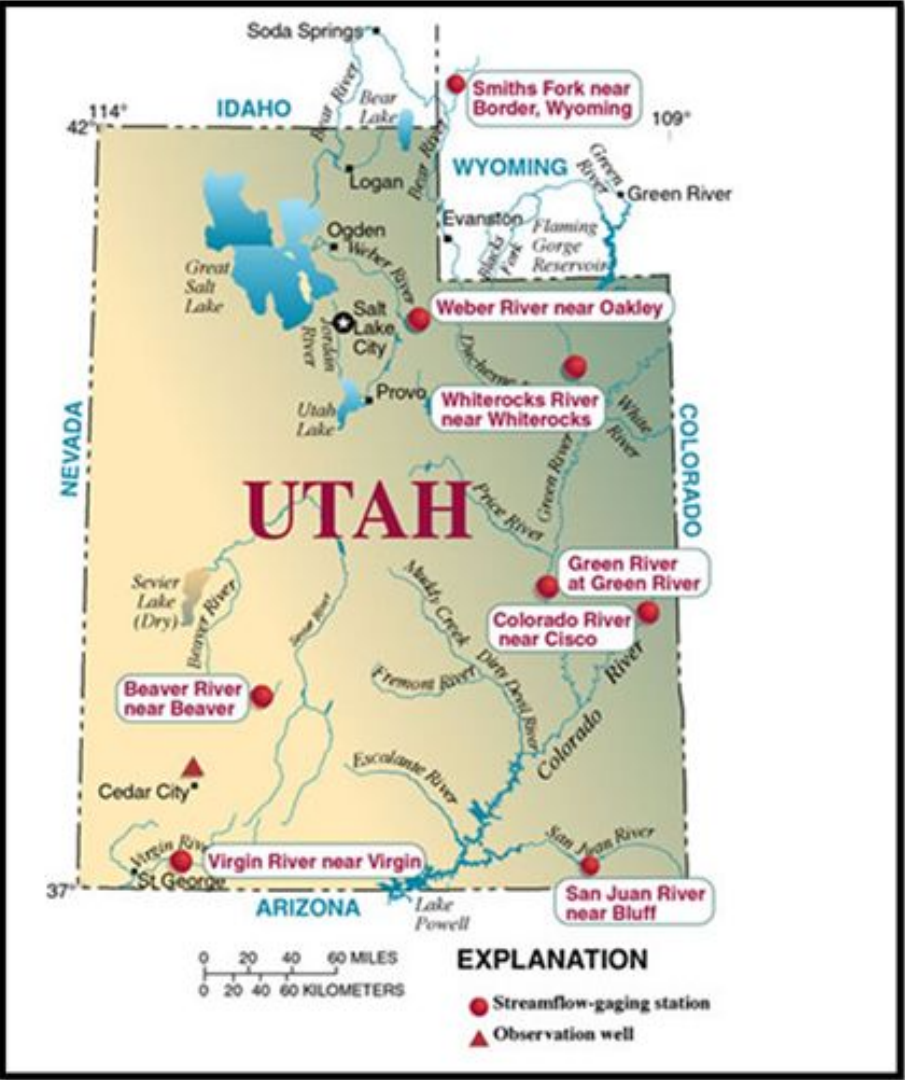 Soda Springs
Smiths Fork near
Border, Wyoming
IDAHO
Bear River
Bear
Lake
114°
42°
109°
Bear River
WYOMING
Green
River
Logan
Green River
Evanston
Blacks
Fork
Flaming
Gorge
Reservoir
Ogden
Weber River
Great
Salt
Lake
Salt
Lake
City
Jordan
River
Weber River near Oakley
Duchesne
Provo
Utah
Lake
Whiterocks River
near Whiterocks
White
River
NEVADA
COLORADO
UTAH
Green River
Price River
Green River
at Green River
Sevier
Lake
(Dry)
Beaver River
Muddy Creek
Colorado River
near Cisco
Dirty Devil River
Fremont River
Colorado River
Beaver River
near Beaver
Escalante River
Cedar City
San Juan River
Virgin River
Virgin River near Virgin
St George
37°
San Juan River
near Bluff
ARIZONA
Lake
Powell
0 20 40 60 MILES
0 20 40 60 KILOMETERS
EXPLANATION
Streamflow-gaging station
Observation well